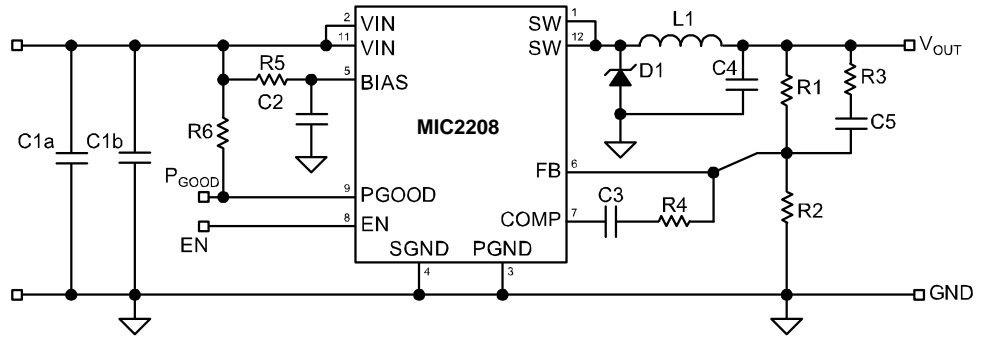 2 VIN SW 1
11 VIN SW 12 L1 VOUT
R5 5 BIAS D1 C4 R1 R3
C2
R6 MIC2208 C5
C1a C1b
PGOOD 9 PGOOD FB 6
EN 8 EN COMP 7 C3 R4 R2
SGND PGND
4 3
GND